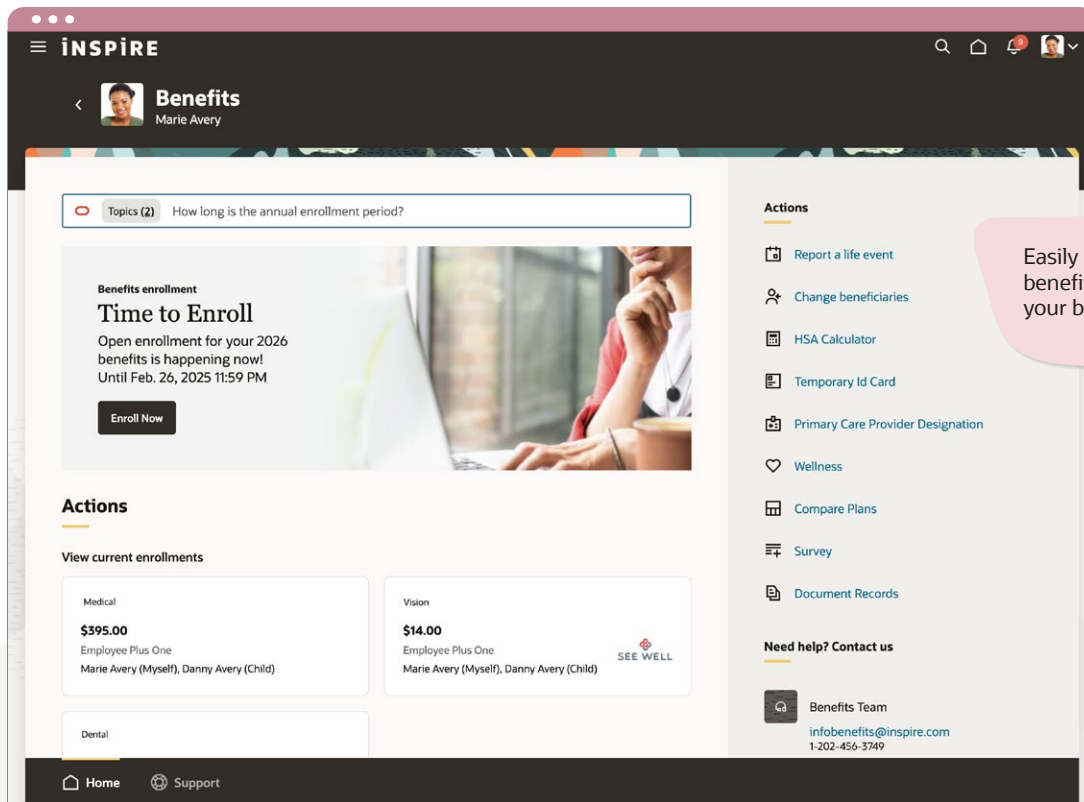 iNSPiRE
9
Benefits
Marie Avery
Topics (2) How long is the annual enrollment period?
Benefits enrollment
Time to Enroll
Open enrollment for your 2026
benefits is happening now!
Until Feb. 26, 2025 11:59 PM
Enroll Now
Actions
View current enrollments
Medical
$395.00
Employee Plus One
Marie Avery (Myself), Danny Avery (Child)
Vision
$14.00
Employee Plus One
Marie Avery (Myself), Danny Avery (Child)
SEE WELL
Dental
Actions
Report a life event
Change beneficiaries
HSA Calculator
Temporary Id Card
Primary Care Provider Designation
Wellness
Compare Plans
Survey
Document Records
Need help? Contact us
Benefits Team
infobenefits@inspire.com
1-202-456-3749
Easily
your
Home
Support